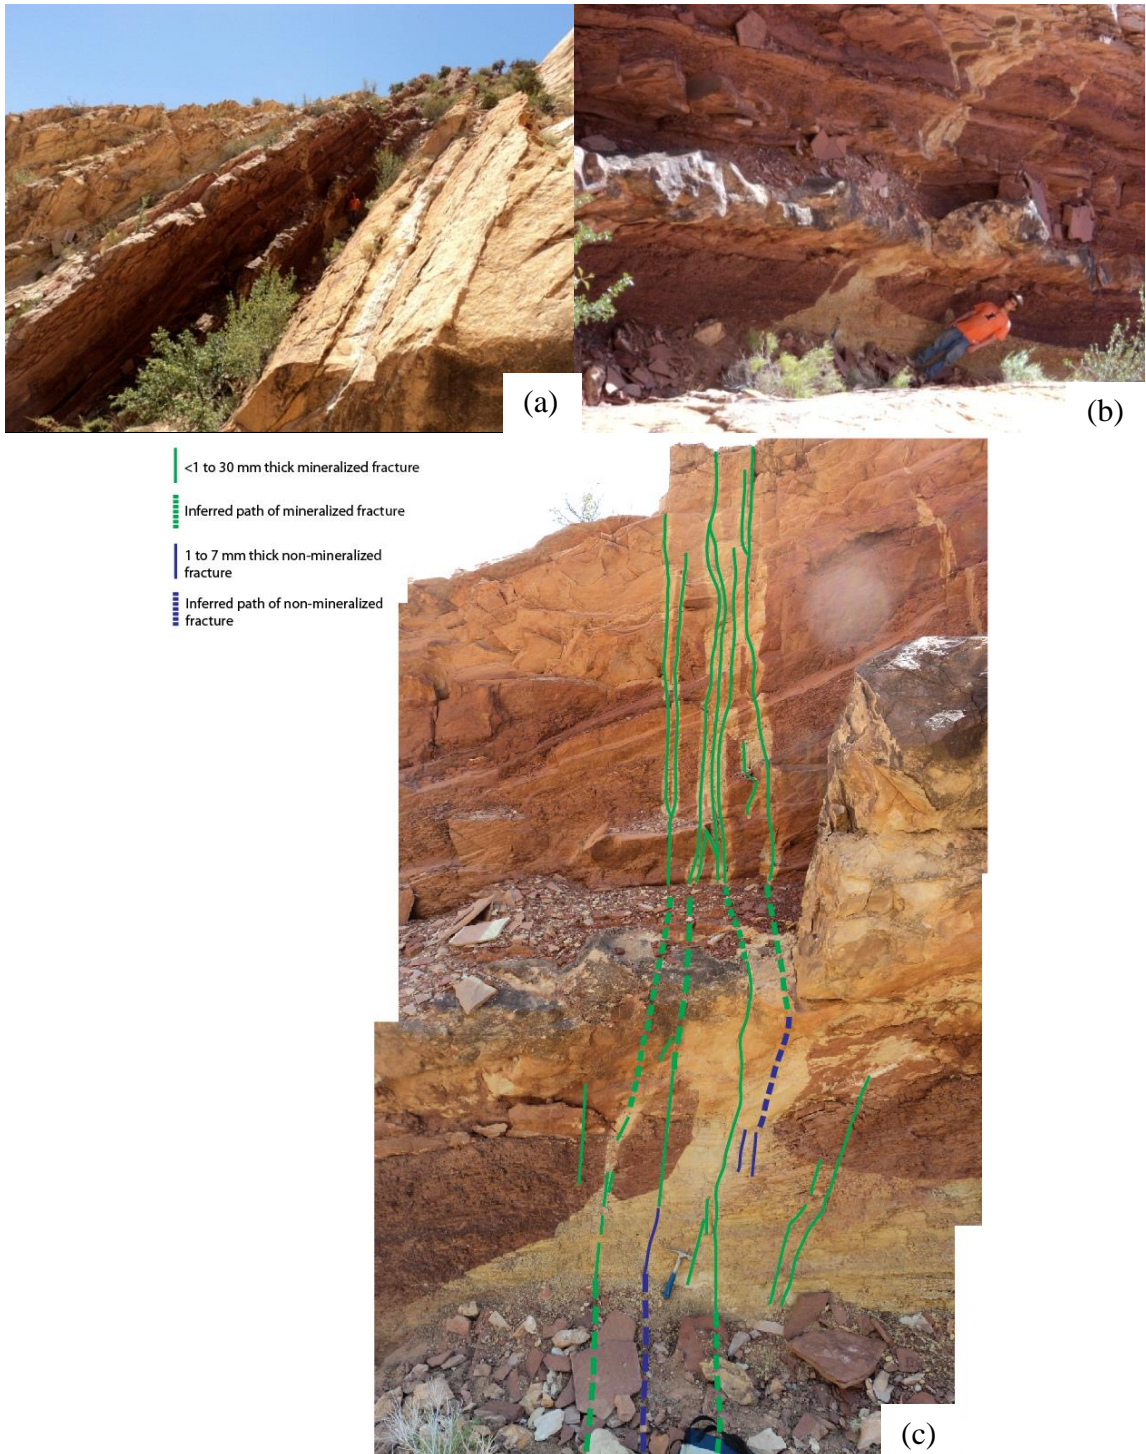 (a)
(b)
<1 to 30 mm thick mineralized fracture
Inferred path of mineralized fracture
1 to 7 mm thick non-mineralized
fracture
Inferred path of non-mineralized
fracture
(c)